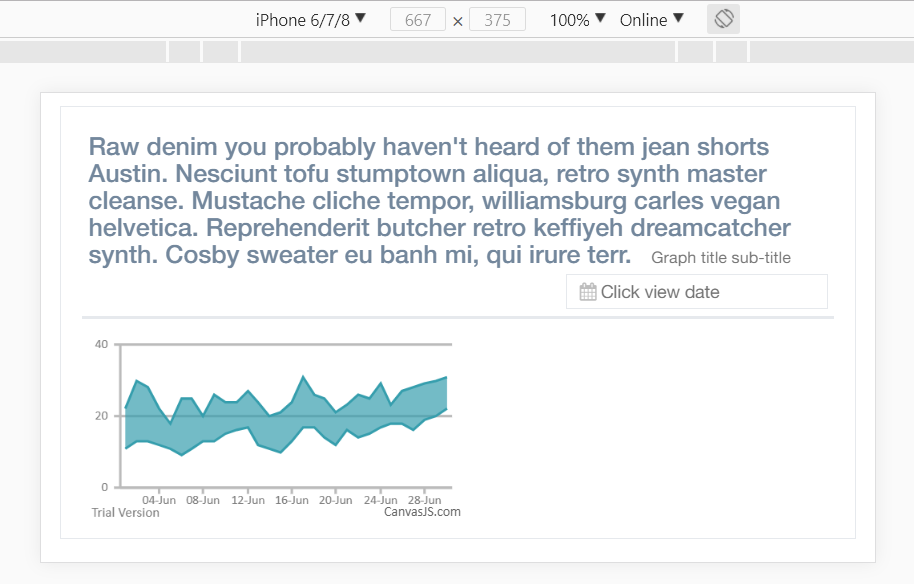 iPhone 6/7/8 667 × 375 100% Online
Raw denim you probably haven't heard of them jean shorts
Austin. Nesciunt tofu stumptown aliqua, retro synth master
cleanse. Mustache cliche tempor, williamsburg carles vegan
helvetica. Reprehenderit butcher retro keffiyeh dreamcatcher
synth. Cosby sweater eu banh mi, qui irure terr. Graph title sub-title
Click view date
40
20
0
04-Jun 08-Jun 12-Jun 16-Jun 20-Jun 24-Jun 28-Jun
Trial Version CanvasJS.com